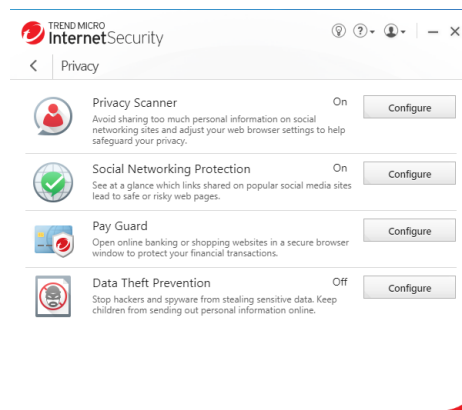 TREND MICRO
InternetSecurity
Privacy
Privacy Scanner On
Avoid sharing too much personal information on social
networking sites and adjust your web browser settings to help
safeguard your privacy.
Configure
Social Networking Protection On
See at a glance which links shared on popular social media sites
lead to safe or risky web pages.
Configure
Pay Guard
Open online banking or shopping websites in a secure browser
window to protect your financial transactions.
Configure
Data Theft Prevention Off
Stop hackers and spyware from stealing sensitive data. Keep
children from sending out personal information online.
Configure